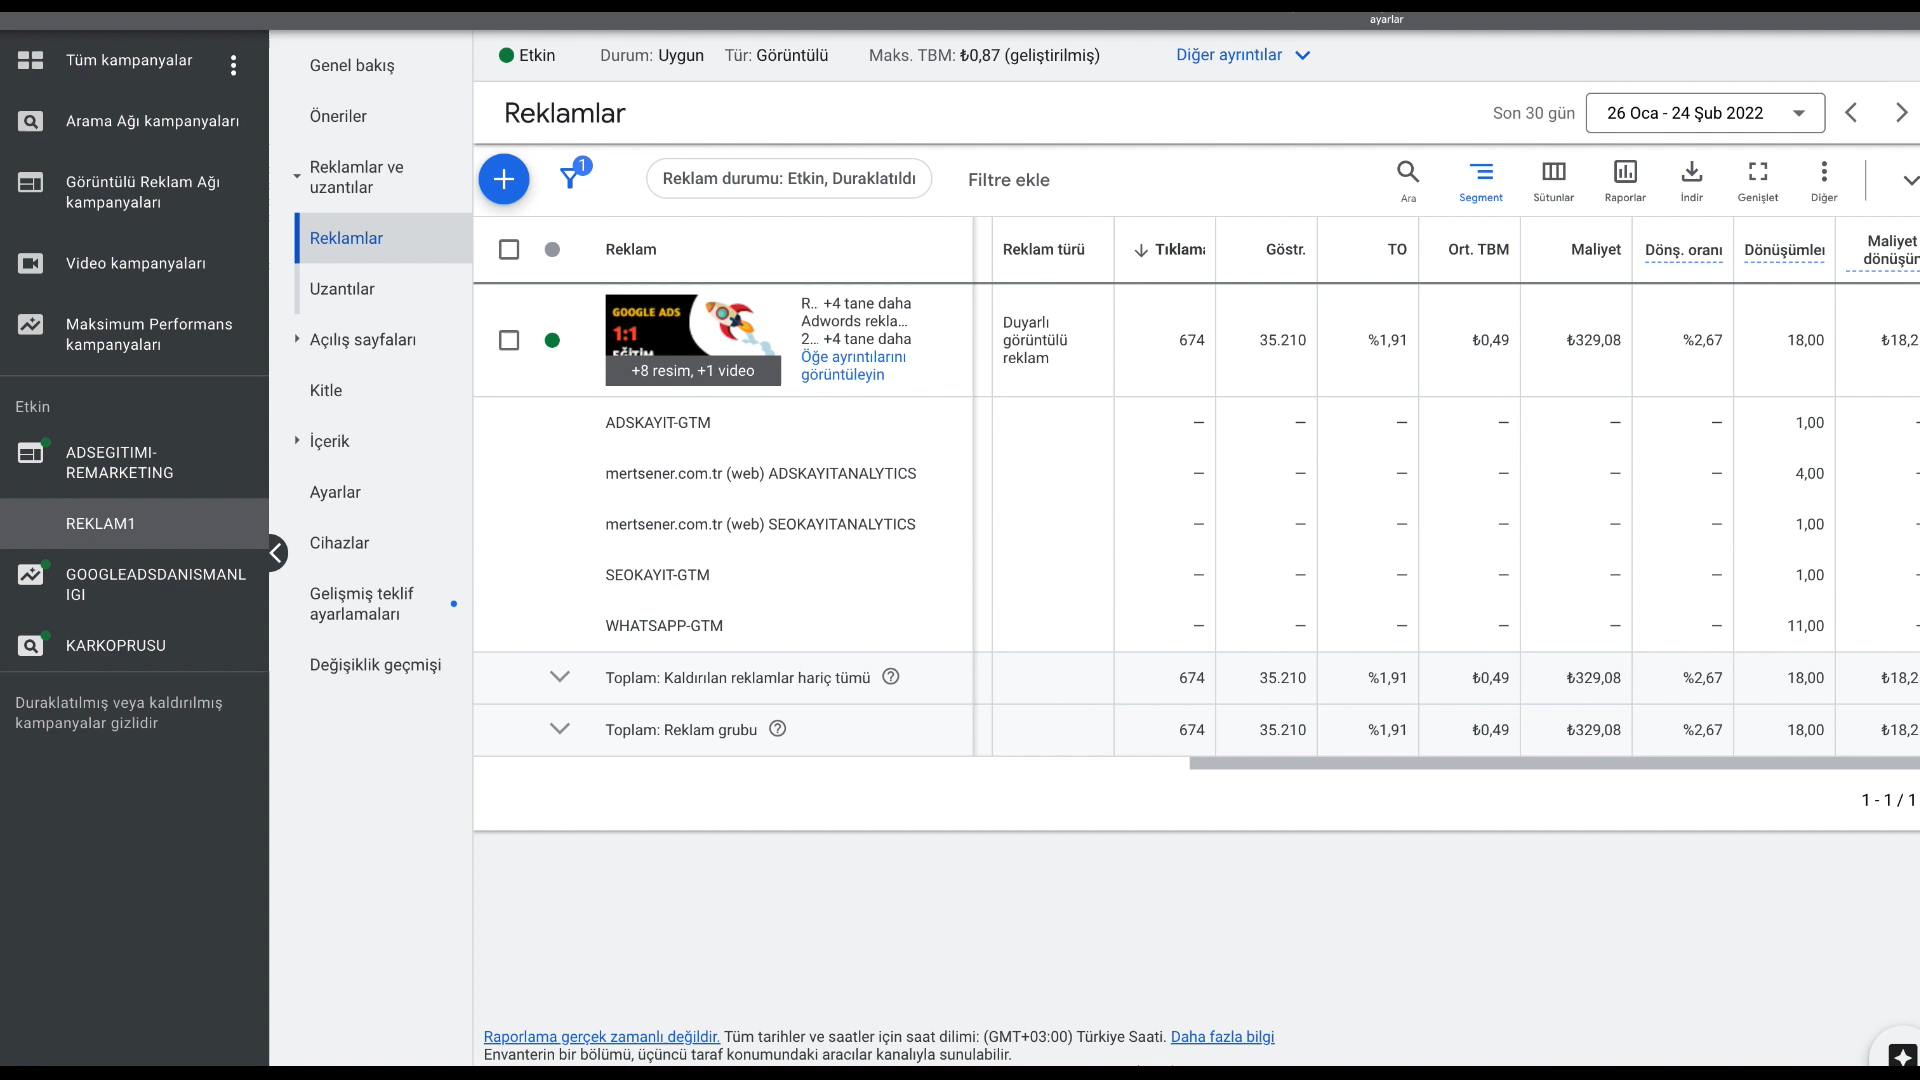 ayarlar
Tüm kampanyalar
Arama Ağı kampanyaları
Görüntülü Reklam Ağı
kampanyaları
Video kampanyaları
Maksimum Performans
kampanyaları
Etkin
ADSEGITIMI-
REMARKETING
REKLAM1
GOOGLEADSDANISMANL
IGI
KARKOPRUSU
Duraklatılmış veya kaldırılmış
kampanyalar gizlidir
Genel bakış
Öneriler
Reklamlar ve
uzantılar
Reklamlar
Uzantılar
Açılış sayfaları
Kitle
İçerik
Ayarlar
Cihazlar
Gelişmiş teklif
ayarlamaları
Değişiklik geçmişi
Etkin Durum: Uygun Tür: Görüntülü Maks. TBM: ₺0,87 (geliştirilmiş) Diğer ayrıntılar
Reklamlar Son 30 gün 26 Oca - 24 Şub 2022
1 Reklam durumu: Etkin, Duraklatıldı Filtre ekle
Ara Segment Sütunlar Raporlar İndir Genişlet Diğer
Reklam Reklam türü Tıklama Göstr. TO Ort. TBM Maliyet Dönş. oranı Dönüşümler Maliyet
dönüşün
GOOGLE ADS
1:1
EĞİTİM
+8 resim, +1 video
R... +4 tane daha
Adwords rekla...
2... +4 tane daha
Öğe ayrıntılarını
görüntüleyin
Duyarlı
görüntülü
reklam
674 35.210 %1,91 ₺0,49 ₺329,08 %2,67 18,00 ₺18,2
ADSKAYIT-GTM – – – – – – 1,00
mertsener.com.tr (web) ADSKAYITANALYTICS – – – – – – 4,00
mertsener.com.tr (web) SEOKAYITANALYTICS – – – – – – 1,00
SEOKAYIT-GTM – – – – – – 1,00
WHATSAPP-GTM – – – – – – 11,00
Toplam: Kaldırılan reklamlar hariç tümü 674 35.210 %1,91 ₺0,49 ₺329,08 %2,67 18,00 ₺18,2
Toplam: Reklam grubu 674 35.210 %1,91 ₺0,49 ₺329,08 %2,67 18,00 ₺18,2
1 - 1 / 1
Raporlama gerçek zamanlı değildir. Tüm tarihler ve saatler için saat dilimi: (GMT+03:00) Türkiye Saati. Daha fazla bilgi
Envanterin bir bölümü, üçüncü taraf konumundaki aracılar kanalıyla sunulabilir.